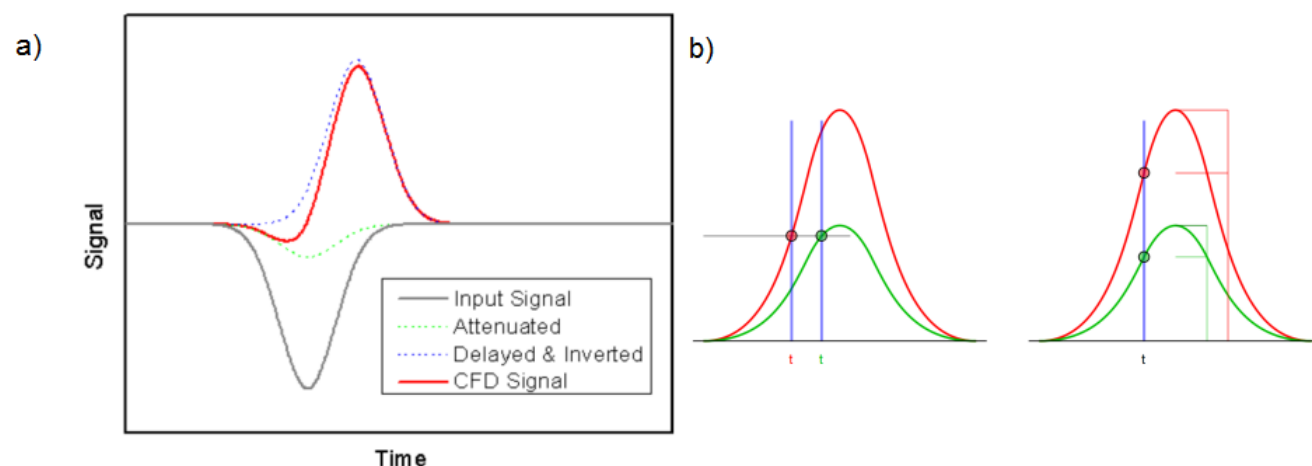 a)
Signal
Input Signal
Attenuated
Delayed & Inverted
CFD Signal
Time
b)
t
t
t